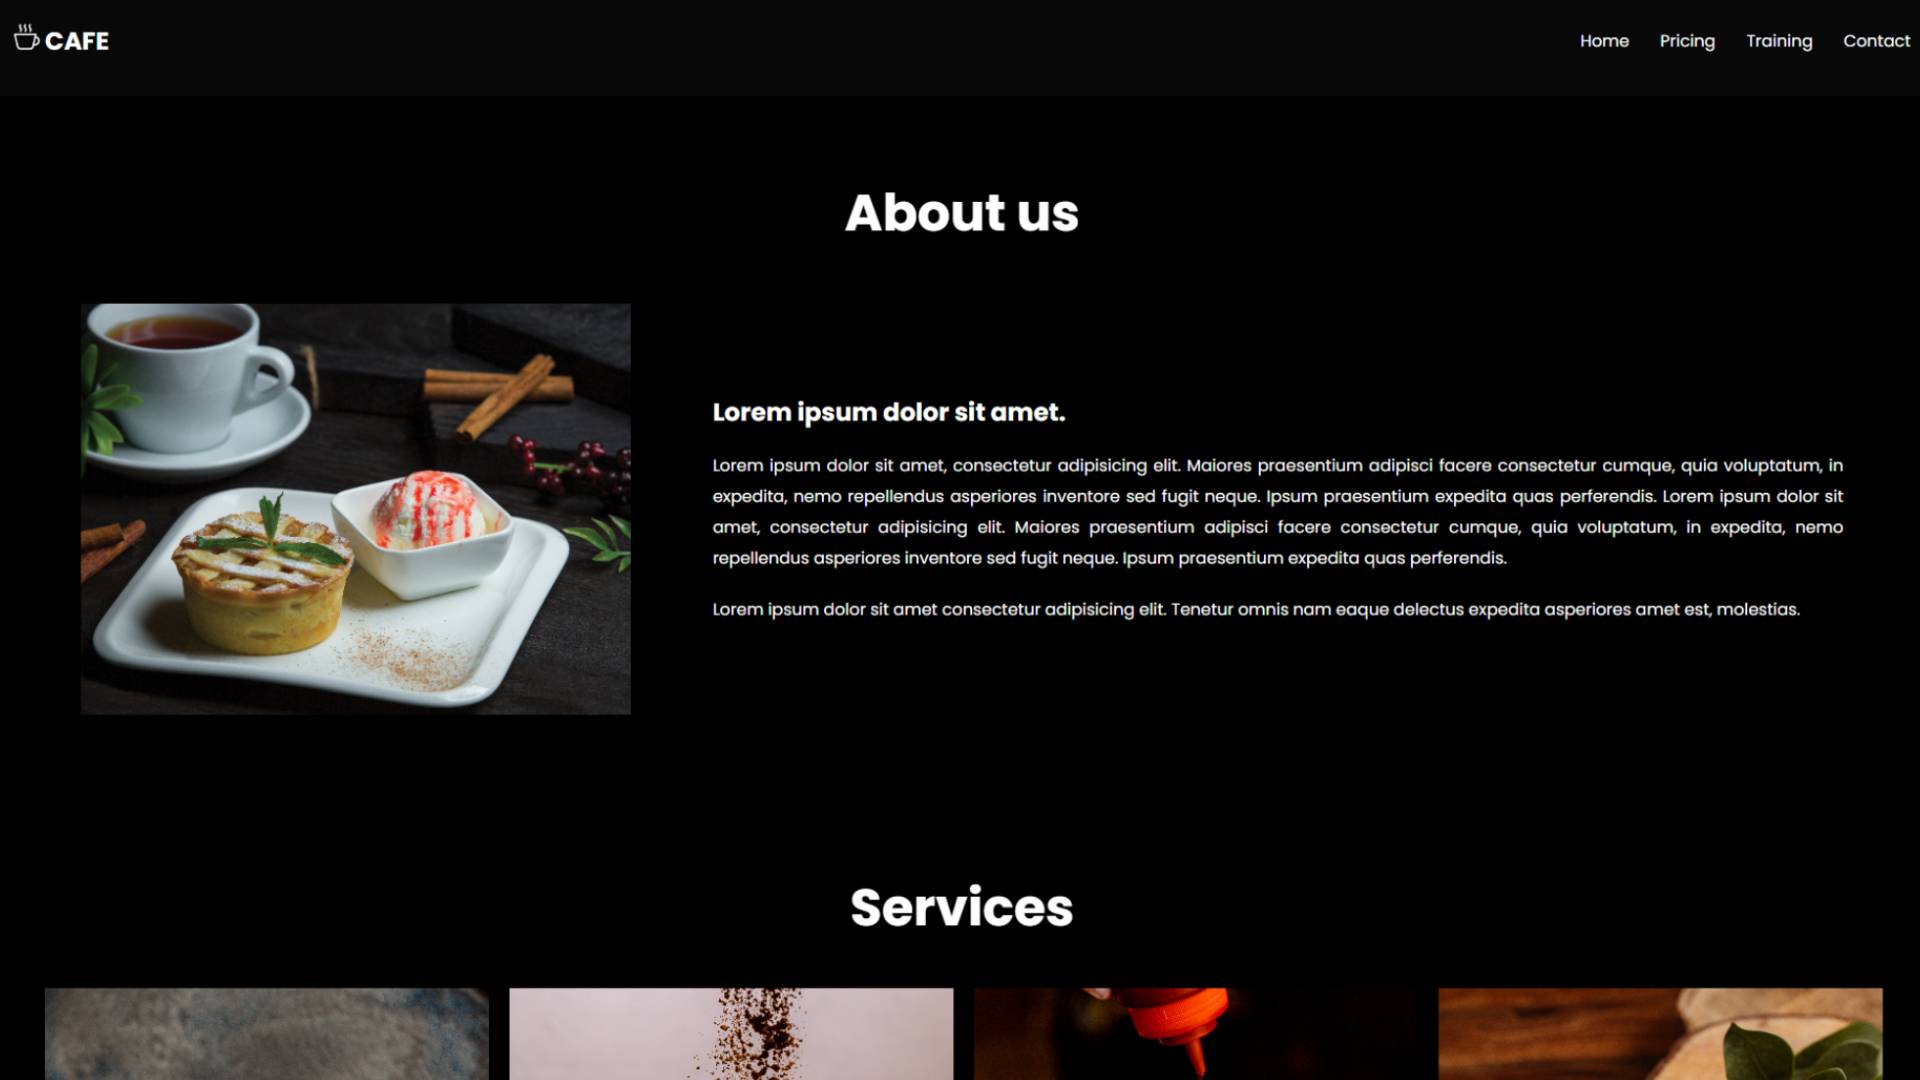 CAFE
Home Pricing Training Contact
About us
Lorem ipsum dolor sit amet.
Lorem ipsum dolor sit amet, consectetur adipisicing elit. Maiores praesentium adipisci facere consectetur cumque, quia voluptatum, in
expedita, nemo repellendus asperiores inventore sed fugit neque. Ipsum praesentium expedita quas perferendis. Lorem ipsum dolor sit
amet, consectetur adipisicing elit. Maiores praesentium adipisci facere consectetur cumque, quia voluptatum, in expedita, nemo
repellendus asperiores inventore sed fugit neque. Ipsum praesentium expedita quas perferendis.
Lorem ipsum dolor sit amet consectetur adipisicing elit. Tenetur omnis nam eaque delectus expedita asperiores amet est, molestias.
Services